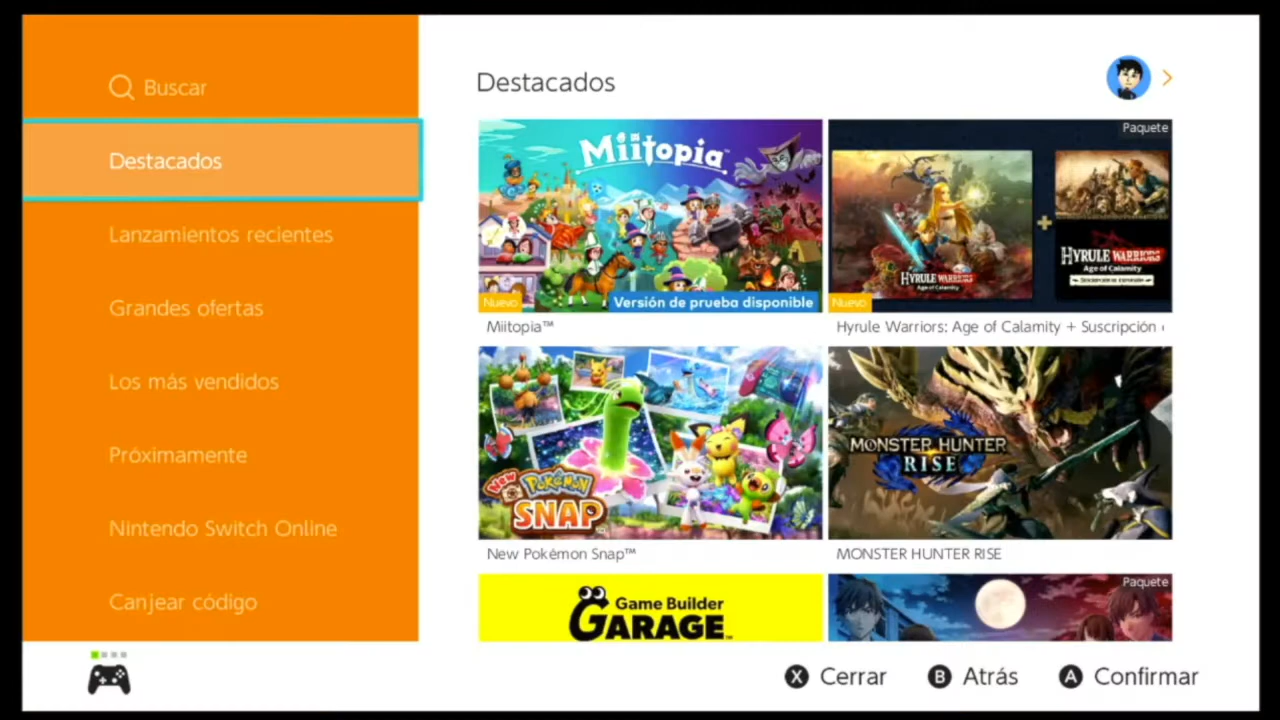 Buscar
Destacados
Lanzamientos recientes
Grandes ofertas
Los más vendidos
Próximamente
Nintendo Switch Online
Canjear código
Destacados
Miitopia
Nuevo
Versión de prueba disponible
Miitopia™
Paquete
HYRULE WARRIORS
Age of Calamity
+
HYRULE WARRIORS
Age of Calamity
Nuevo
Hyrule Warriors: Age of Calamity + Suscripción
New Pokémon
SNAP
New Pokémon Snap™
MONSTER HUNTER
RISE
MONSTER HUNTER RISE
Game Builder
GARAGE™
Paquete
X Cerrar
B Atrás
A Confirmar